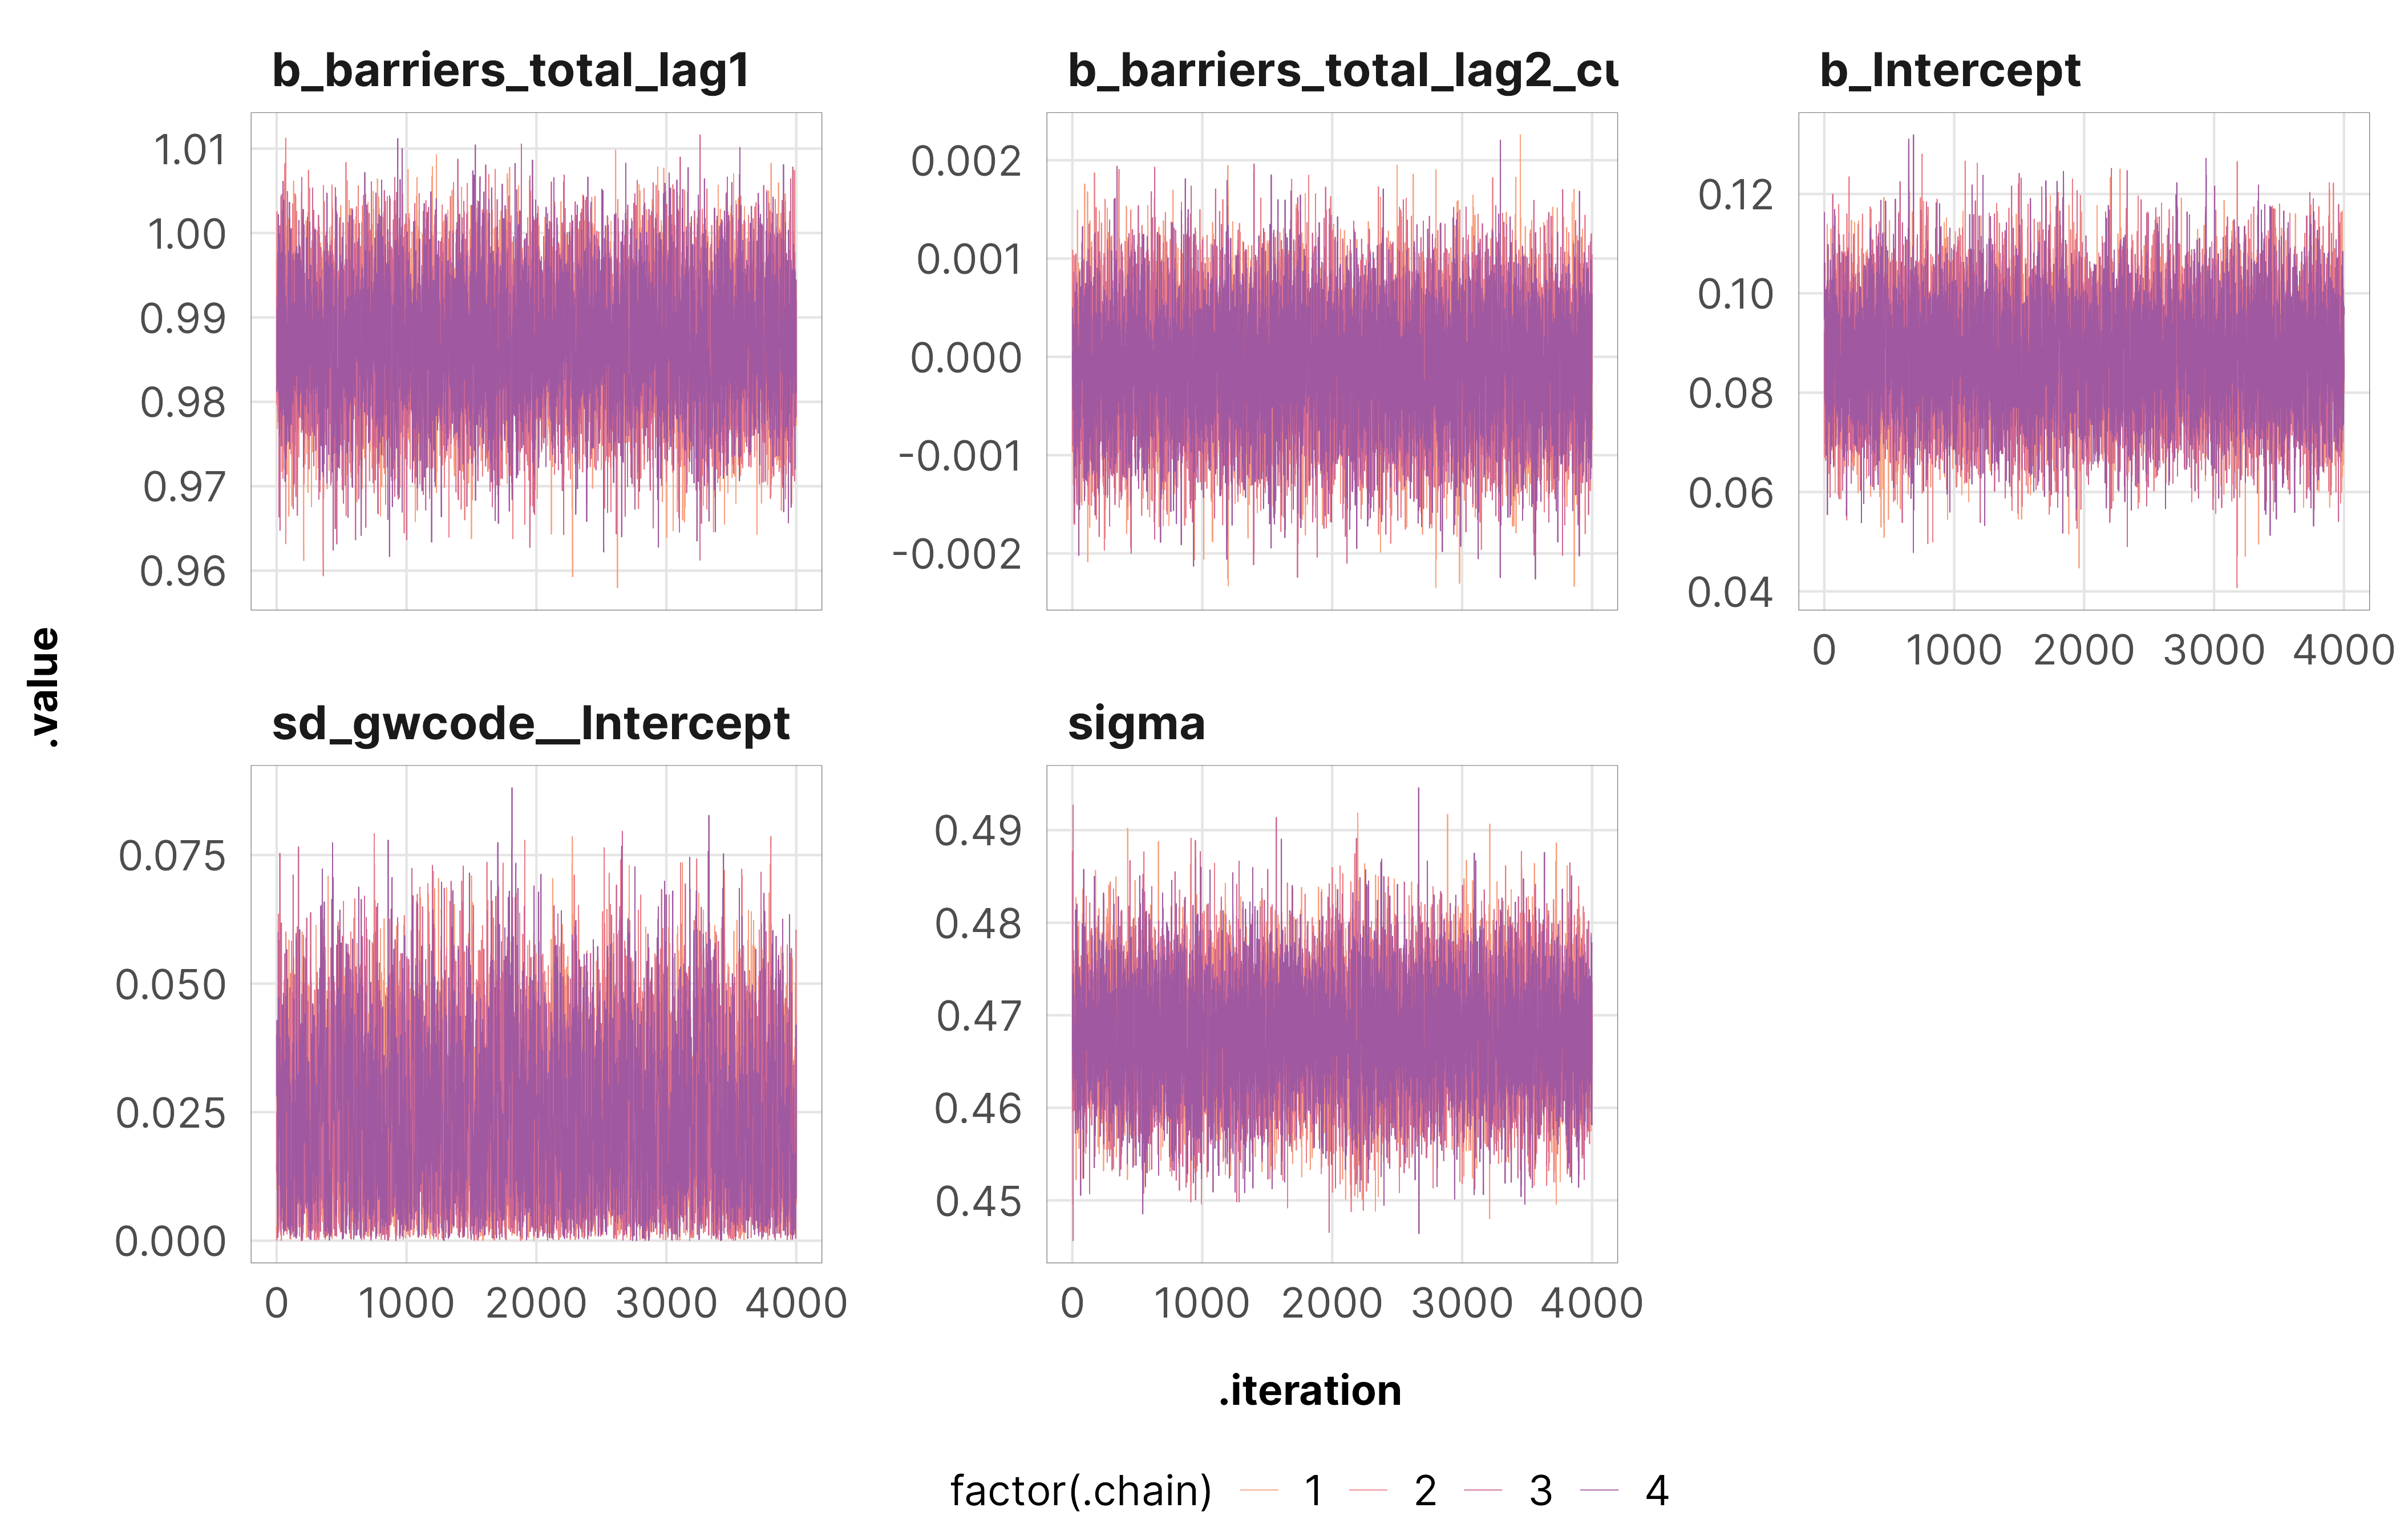 b_barriers_total_lag1
b_barriers_total_lag2_cu
b_Intercept
1.01
1.00
0.99
0.98
0.97
0.96
0.002
0.001
0.000
-0.001
-0.002
0.12
0.10
0.08
0.06
0.04
0 1000 2000 3000 4000
.value
sd_gwcode__Intercept
sigma
0.075
0.050
0.025
0.000
0.49
0.48
0.47
0.46
0.45
0 1000 2000 3000 4000
0 1000 2000 3000 4000
.iteration
factor(.chain) 1 2 3 4